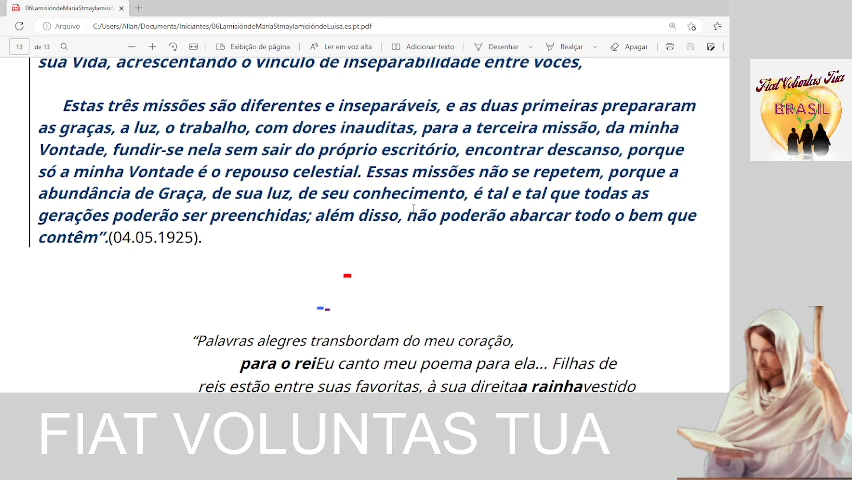 06LamisióndeMaríaStmaylamisióndeLuisa.es.pt.pdf
Arquivo
C:/Users/Allan/Documents/Iniciantes/06LamisióndeMaríaStmaylamisióndeLuisa.es.pt.pdf
13 de 13
Exibição de página
Ler em voz alta
Adicionar texto
Desenhar
Realçar
Apagar
sua Vida, acrescentando o vínculo de inseparabilidade entre vocês,
Estas três missões são diferentes e inseparáveis, e as duas primeiras prepararam
as graças, a luz, o trabalho, com dores inauditas, para a terceira missão, da minha
Vontade, fundir-se nela sem sair do próprio escritório, encontrar descanso, porque
só a minha Vontade é o repouso celestial. Essas missões não se repetem, porque a
abundância de Graça, de sua luz, de seu conhecimento, é tal e tal que todas as
gerações poderão ser preenchidas; além disso, não poderão abarcar todo o bem que
contêm”.(04.05.1925).
“Palavras alegres transbordam do meu coração,
para o reiEu canto meu poema para ela... Filhas de
reis estão entre suas favoritas, à sua direitaa rainhavestido
Fiat Voluntas Tua
BRASIL
FIAT VOLUNTAS TUA